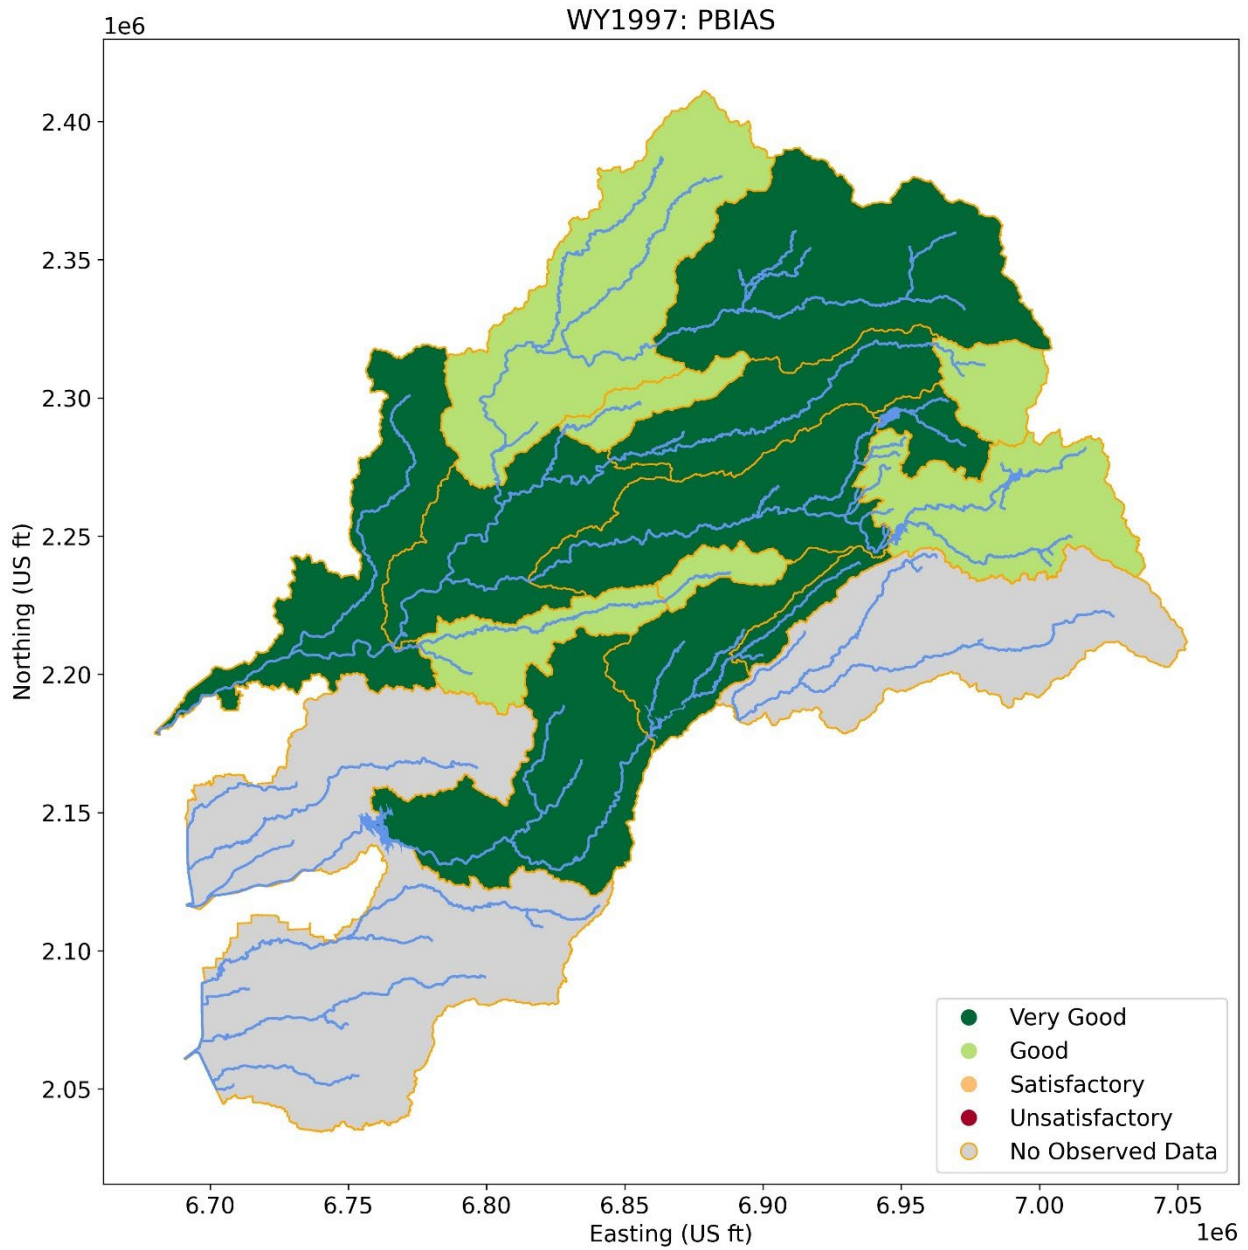 WY1997: PBIAS
1e6
2.40
2.35
2.30
2.25
2.20
2.15
2.10
2.05
Northing (US ft)
Very Good
Good
Satisfactory
Unsatisfactory
No Observed Data
6.70 6.75 6.80 6.85 6.90 6.95 7.00 7.05
Easting (US ft)
1e6